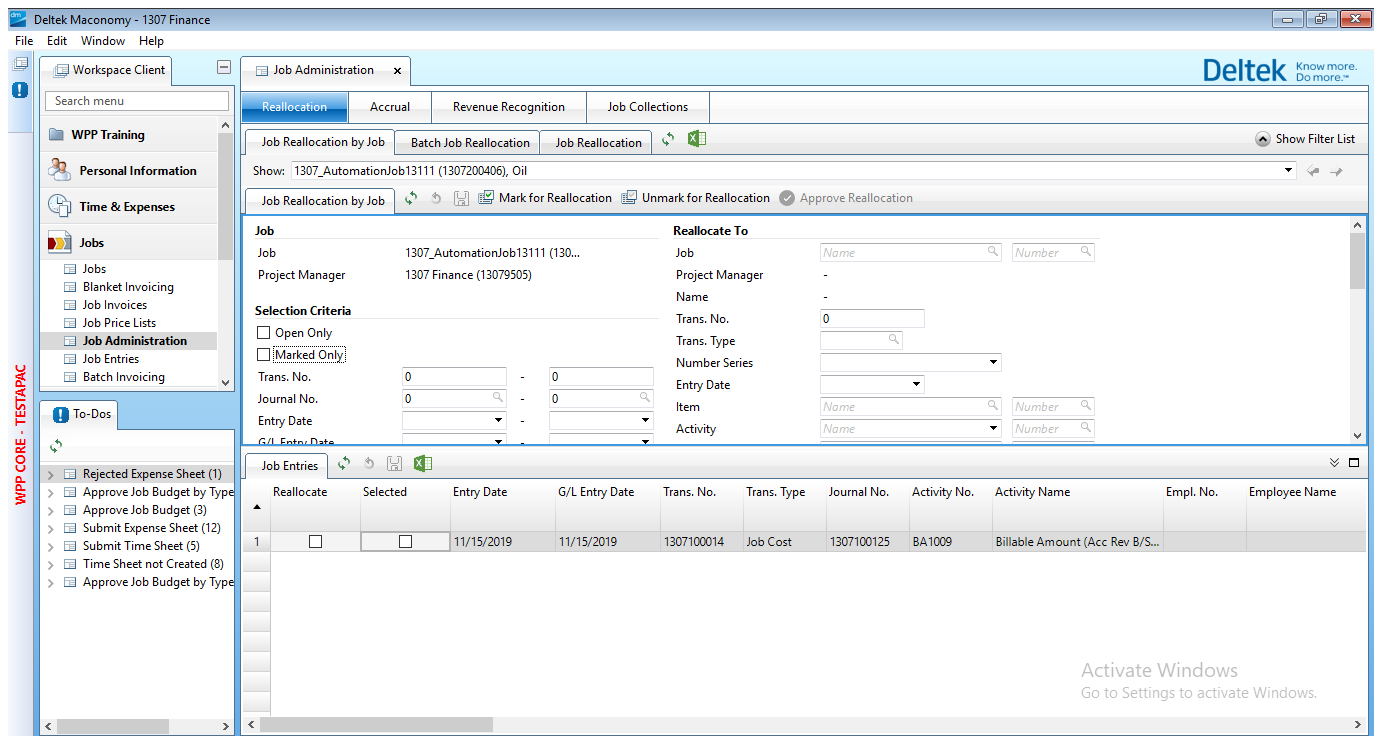 dm Deltek Maconomy - 1307 Finance
File Edit Window Help
Workspace Client
Search menu
WPP Training
Personal Information
Time & Expenses
Jobs
Jobs
Blanket Invoicing
Job Invoices
Job Price Lists
Job Administration
Job Entries
Batch Invoicing
WPP CORE - TESTAPAC
To-Dos
Rejected Expense Sheet (1)
Approve Job Budget by Type
Approve Job Budget (3)
Submit Expense Sheet (12)
Submit Time Sheet (5)
Time Sheet not Created (8)
Approve Job Budget by Type
Job Administration x
Deltek Know more.
Do more.™
Reallocation Accrual Revenue Recognition Job Collections
Job Reallocation by Job Batch Job Reallocation Job Reallocation Show Filter List
Show: 1307_AutomationJob13111 (1307200406), Oil
Job Reallocation by Job Mark for Reallocation Unmark for Reallocation Approve Reallocation
Job
Job 1307_AutomationJob13111 (130...
Project Manager 1307 Finance (13079505)
Selection Criteria
Open Only
Marked Only
Trans. No. 0 - 0
Journal No. 0 - 0
Entry Date -
G/L Entry Date -
Reallocate To
Job Name Number
Project Manager -
Name -
Trans. No. 0
Trans. Type
Number Series
Entry Date
Item Name Number
Activity Name Number
Job Entries
Reallocate Selected Entry Date G/L Entry Date Trans. No. Trans. Type Journal No. Activity No. Activity Name Empl. No. Employee Name
1 11/15/2019 11/15/2019 1307100014 Job Cost 1307100125 BA1009 Billable Amount (Acc Rev B/S...
Activate Windows
Go to Settings to activate Windows.